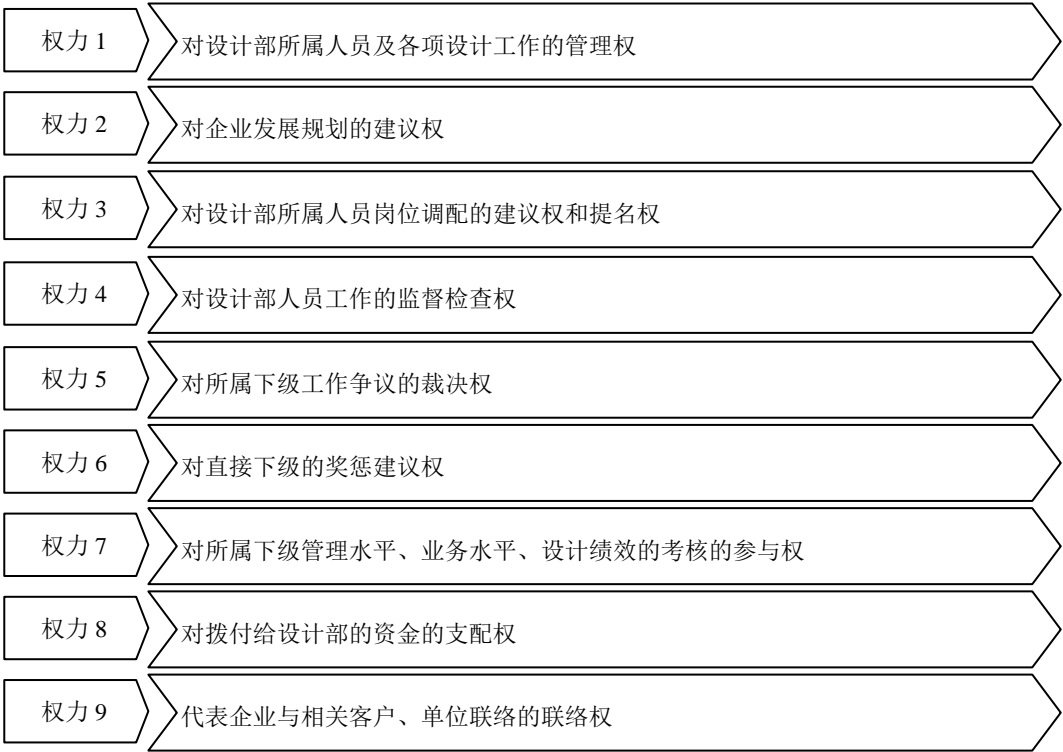 权力 1
对设计部所属人员及各项设计工作的管理权
权力 2
对企业发展规划的建议权
权力 3
对设计部所属人员岗位调配的建议权和提名权
权力 4
对设计部人员工作的监督检查权
权力 5
对所属下级工作争议的裁决权
权力 6
对直接下级的奖惩建议权
权力 7
对所属下级管理水平、业务水平、设计绩效的考核的参与权
权力 8
对拨付给设计部的资金的支配权
权力 9
代表企业与相关客户、单位联络的联络权